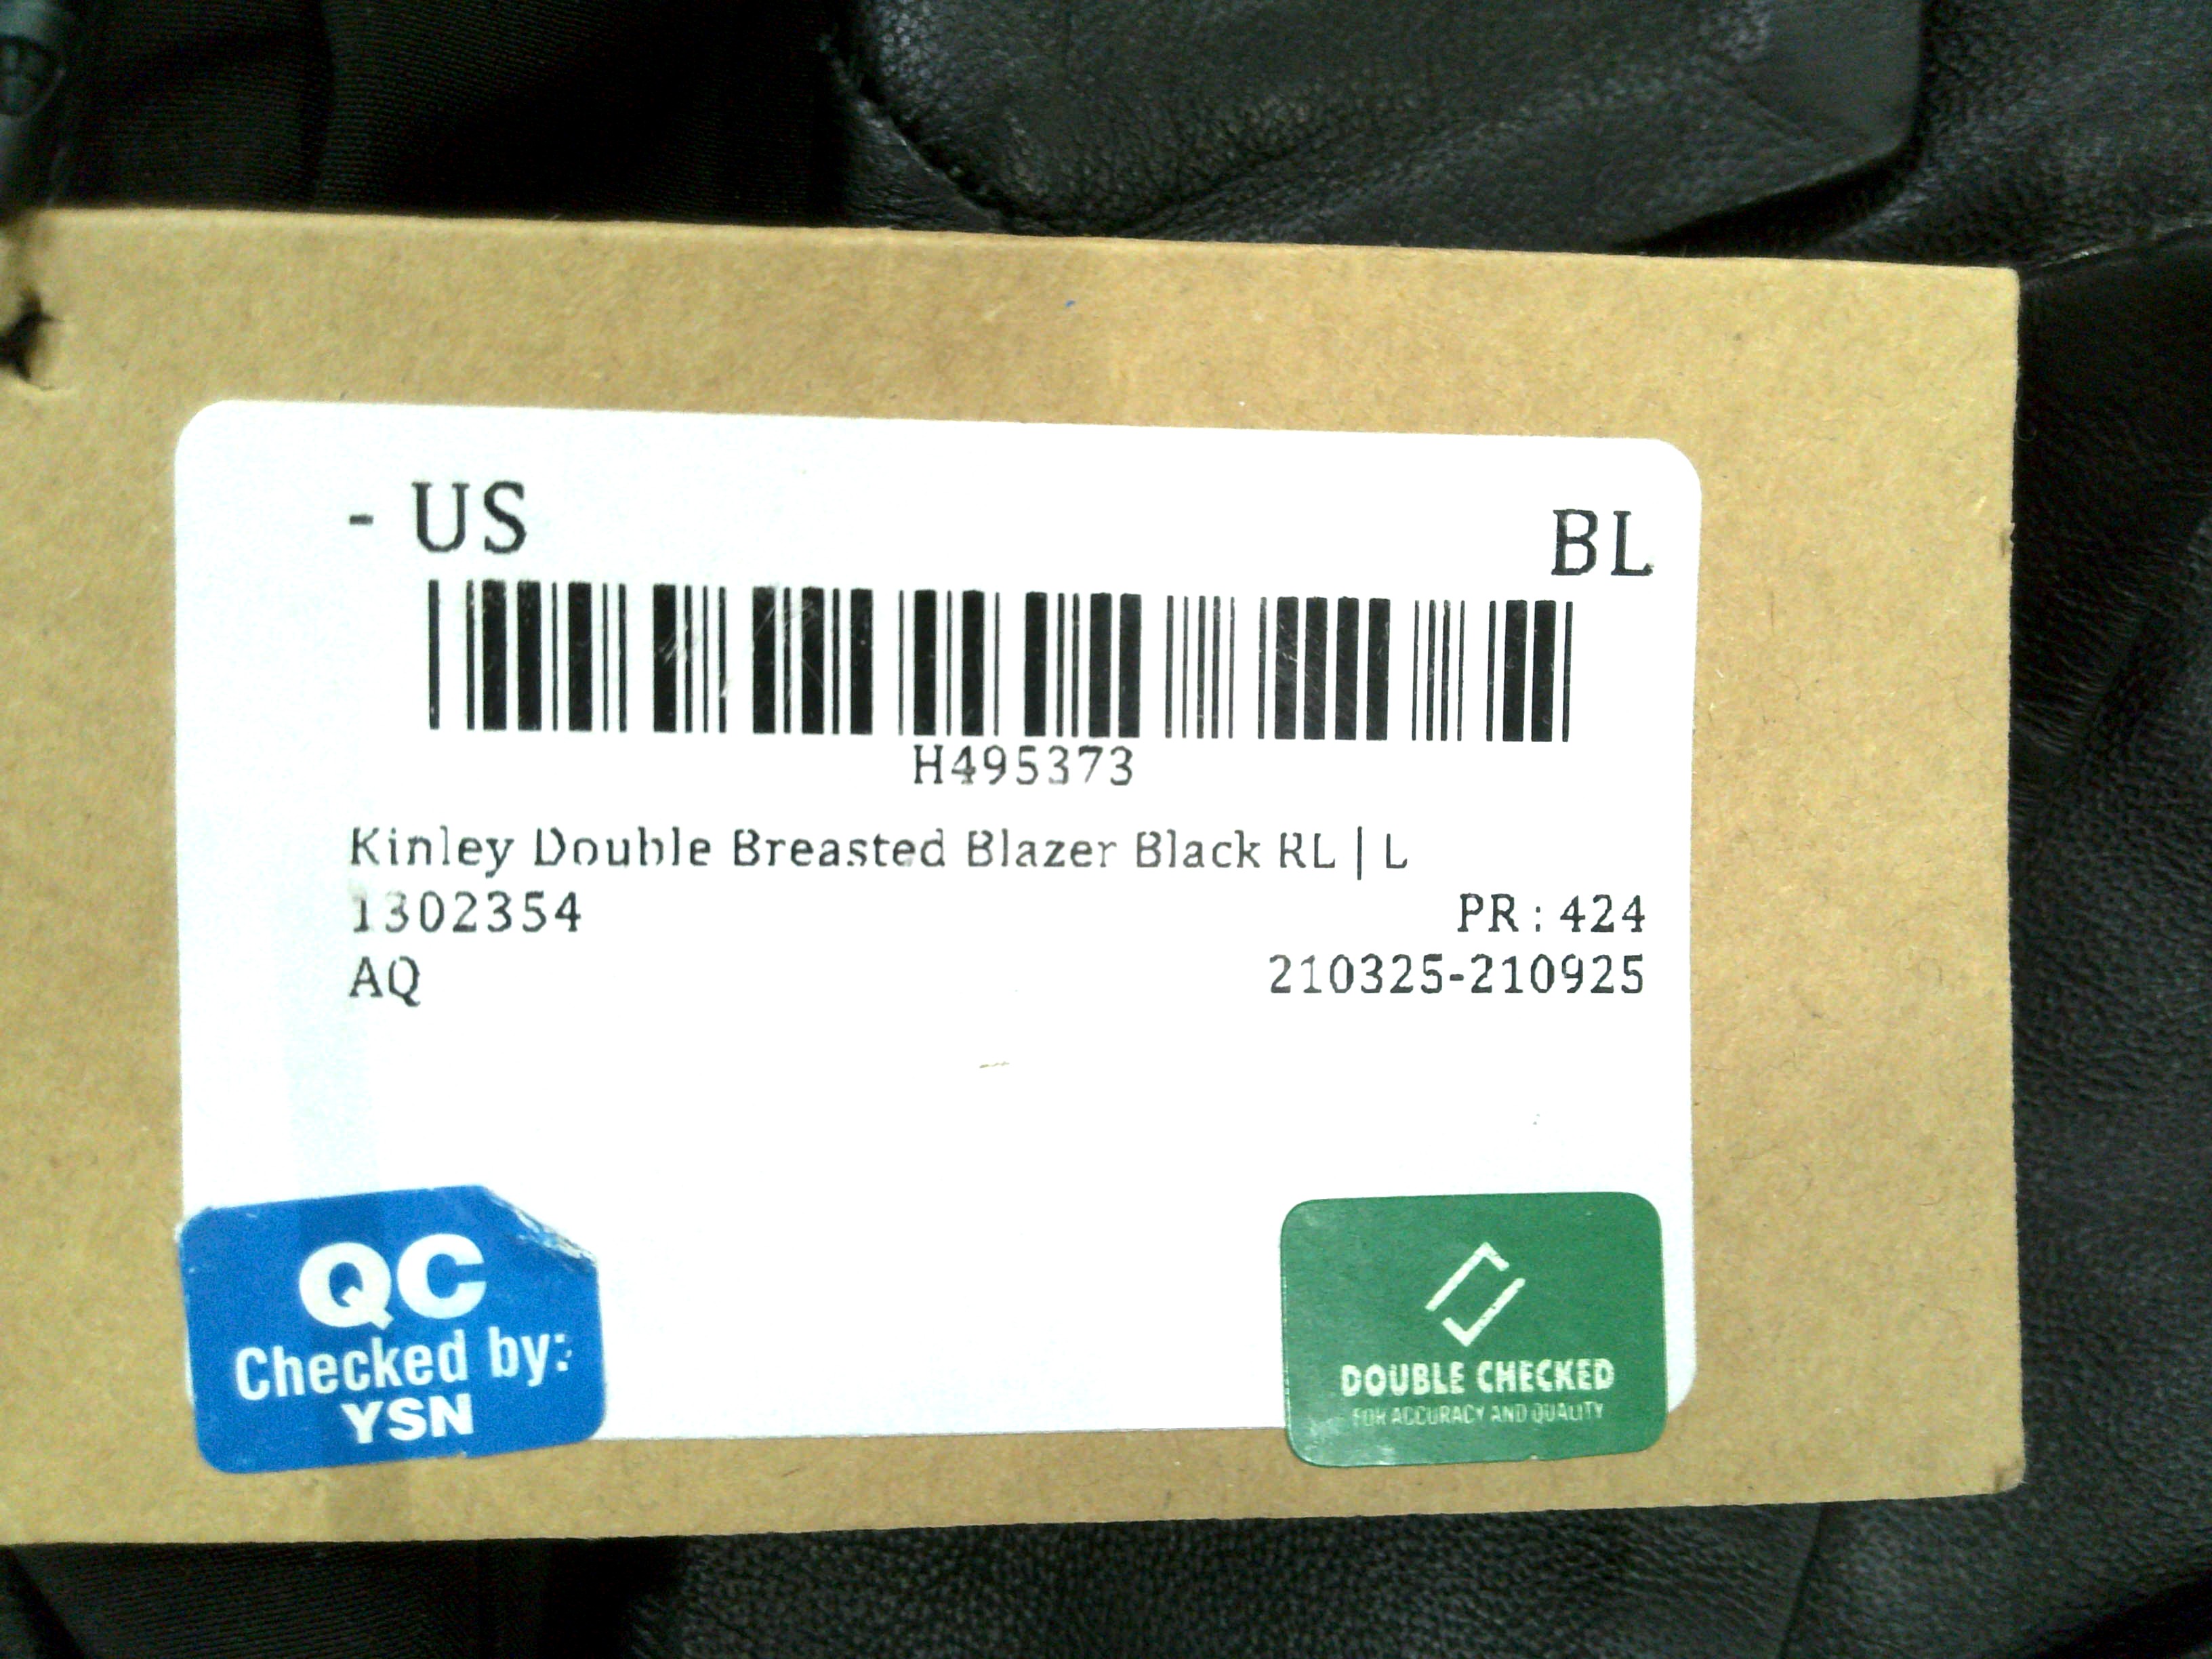 - US BL
H495373
Kinley Double Breasted Blazer Black RL | L
1302354 PR: 424
AQ 210325-210925
QC
Checked by:
YSN
DOUBLE CHECKED
FOR ACCURACY AND QUALITY